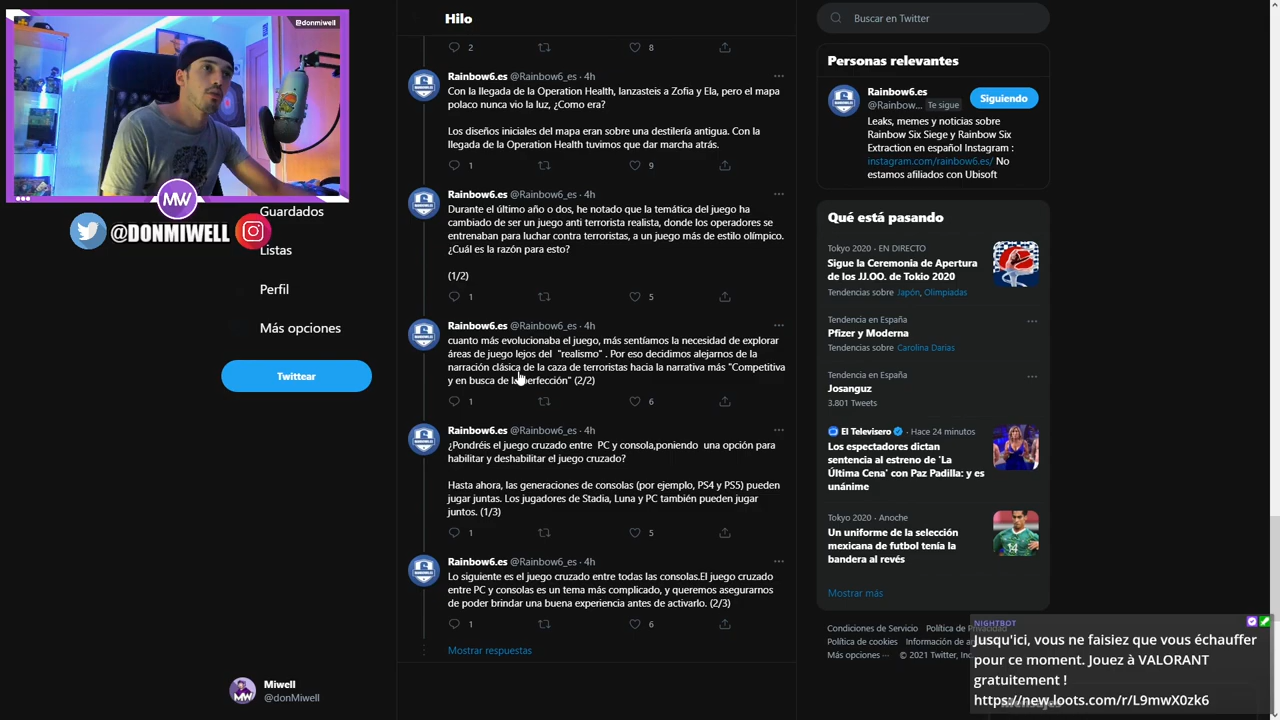 @donmiwell
MW
@DONMIWELL
Guardados
Listas
Perfil
Más opciones
Twittear
Miwell
@donMiwell
Hilo
2 8
Rainbow6.es @Rainbow6_es · 4h
Con la llegada de la Operation Health, lanzasteis a Zofia y Ela, pero el mapa
polaco nunca vio la luz, ¿Como era?
Los diseños iniciales del mapa eran sobre una destilería antigua. Con la
llegada de la Operation Health tuvimos que dar marcha atrás.
1 9
Rainbow6.es @Rainbow6_es · 4h
Durante el último año o dos, he notado que la temática del juego ha
cambiado de ser un juego anti terrorista realista, donde los operadores se
entrenaban para luchar contra terroristas, a un juego más de estilo olímpico.
¿Cuál es la razón para esto?
(1/2)
1 5
Rainbow6.es @Rainbow6_es · 4h
cuanto más evolucionaba el juego, más sentíamos la necesidad de explorar
áreas de juego lejos del "realismo" . Por eso decidimos alejarnos de la
narración clásica de la caza de terroristas hacia la narrativa más "Competitiva
y en busca de la perfección" (2/2)
1 6
Rainbow6.es @Rainbow6_es · 4h
¿Pondréis el juego cruzado entre PC y consola,poniendo una opción para
habilitar y deshabilitar el juego cruzado?
Hasta ahora, las generaciones de consolas (por ejemplo, PS4 y PS5) pueden
jugar juntas. Los jugadores de Stadia, Luna y PC también pueden jugar
juntos. (1/3)
1 5
Rainbow6.es @Rainbow6_es · 4h
Lo siguiente es el juego cruzado entre todas las consolas.El juego cruzado
entre PC y consolas es un tema más complicado, y queremos asegurarnos
de poder brindar una buena experiencia antes de activarlo. (2/3)
1 6
Mostrar respuestas
Buscar en Twitter
Personas relevantes
Rainbow6.es
@Rainbow... Te sigue
Siguiendo
Leaks, memes y noticias sobre
Rainbow Six Siege y Rainbow Six
Extraction en español Instagram :
instagram.com/rainbow6.es/ No
estamos afiliados con Ubisoft
Qué está pasando
Tokyo 2020 · EN DIRECTO
Sigue la Ceremonia de Apertura
de los JJ.OO. de Tokio 2020
Tendencias sobre Japón, Olimpiadas
Tendencia en España
Pfizer y Moderna
Tendencias sobre Carolina Darias
Tendencia en España
Josanguz
3.801 Tweets
El Televisero · Hace 24 minutos
Los espectadores dictan
sentencia al estreno de 'La
Última Cena' con Paz Padilla: y es
unánime
Tokyo 2020 · Anoche
Un uniforme de la selección
mexicana de futbol tenía la
bandera al revés
Mostrar más
Condiciones de Servicio Política de
Política de cookies Información de
Más opciones © 2021 Twitter,
NIGHTBOT
Jusqu'ici, vous ne faisiez que vous échauffer
pour ce moment. Jouez à VALORANT
gratuitement !
https://new.loots.com/r/L9mwX0zk6